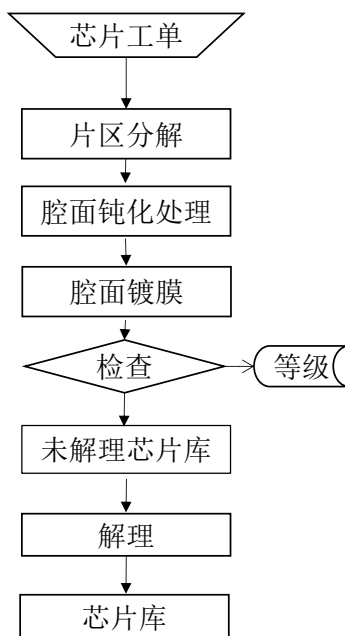 芯片工单
片区分解
腔面钝化处理
腔面镀膜
检查
等级
未解理芯片库
解理
芯片库